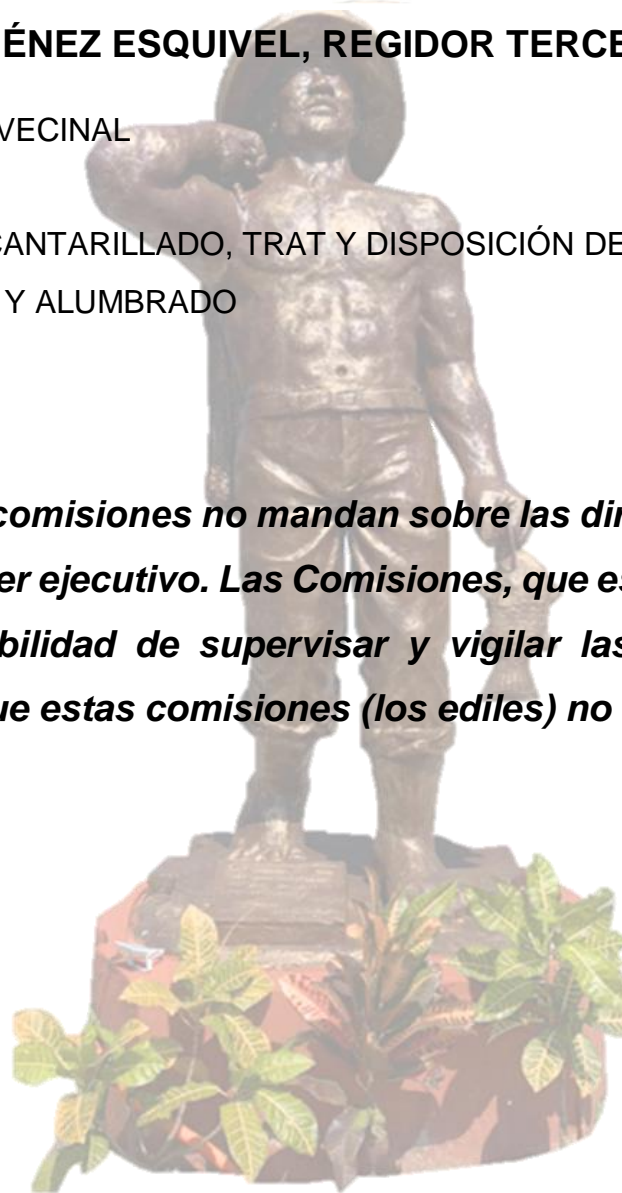 ÉNEZ ESQUIVEL, REGIDOR TERCE
VECINAL
CANTARILLADO, TRAT Y DISPOSICIÓN DE
Y ALUMBRADO
comisiones no mandan sobre las dir
er ejecutivo. Las Comisiones, que es
bilidad de supervisar y vigilar las
ue estas comisiones (los ediles) no